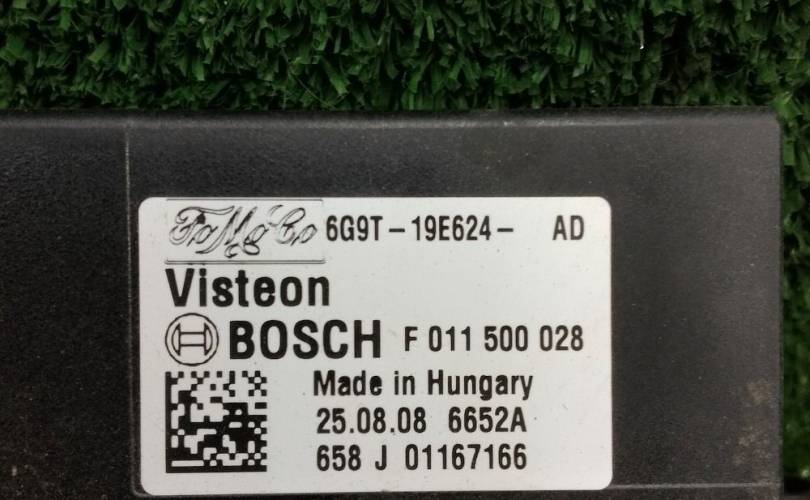 FoMoCo 6G9T-19E624- AD
Visteon
BOSCH F 011 500 028
Made in Hungary
25.08.08 6652A
658 J 01167166